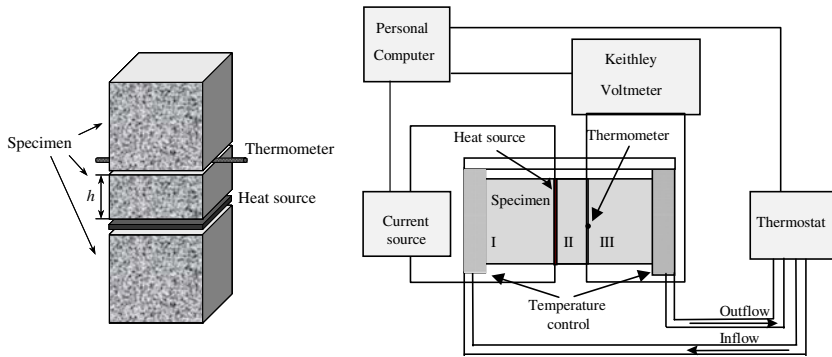 Specimen
Thermometer
h
Heat source
Personal
Computer
Keithley
Voltmeter
Heat source
Thermometer
Current
source
Specimen
I
II
III
Thermostat
Temperature
control
Outflow
Inflow